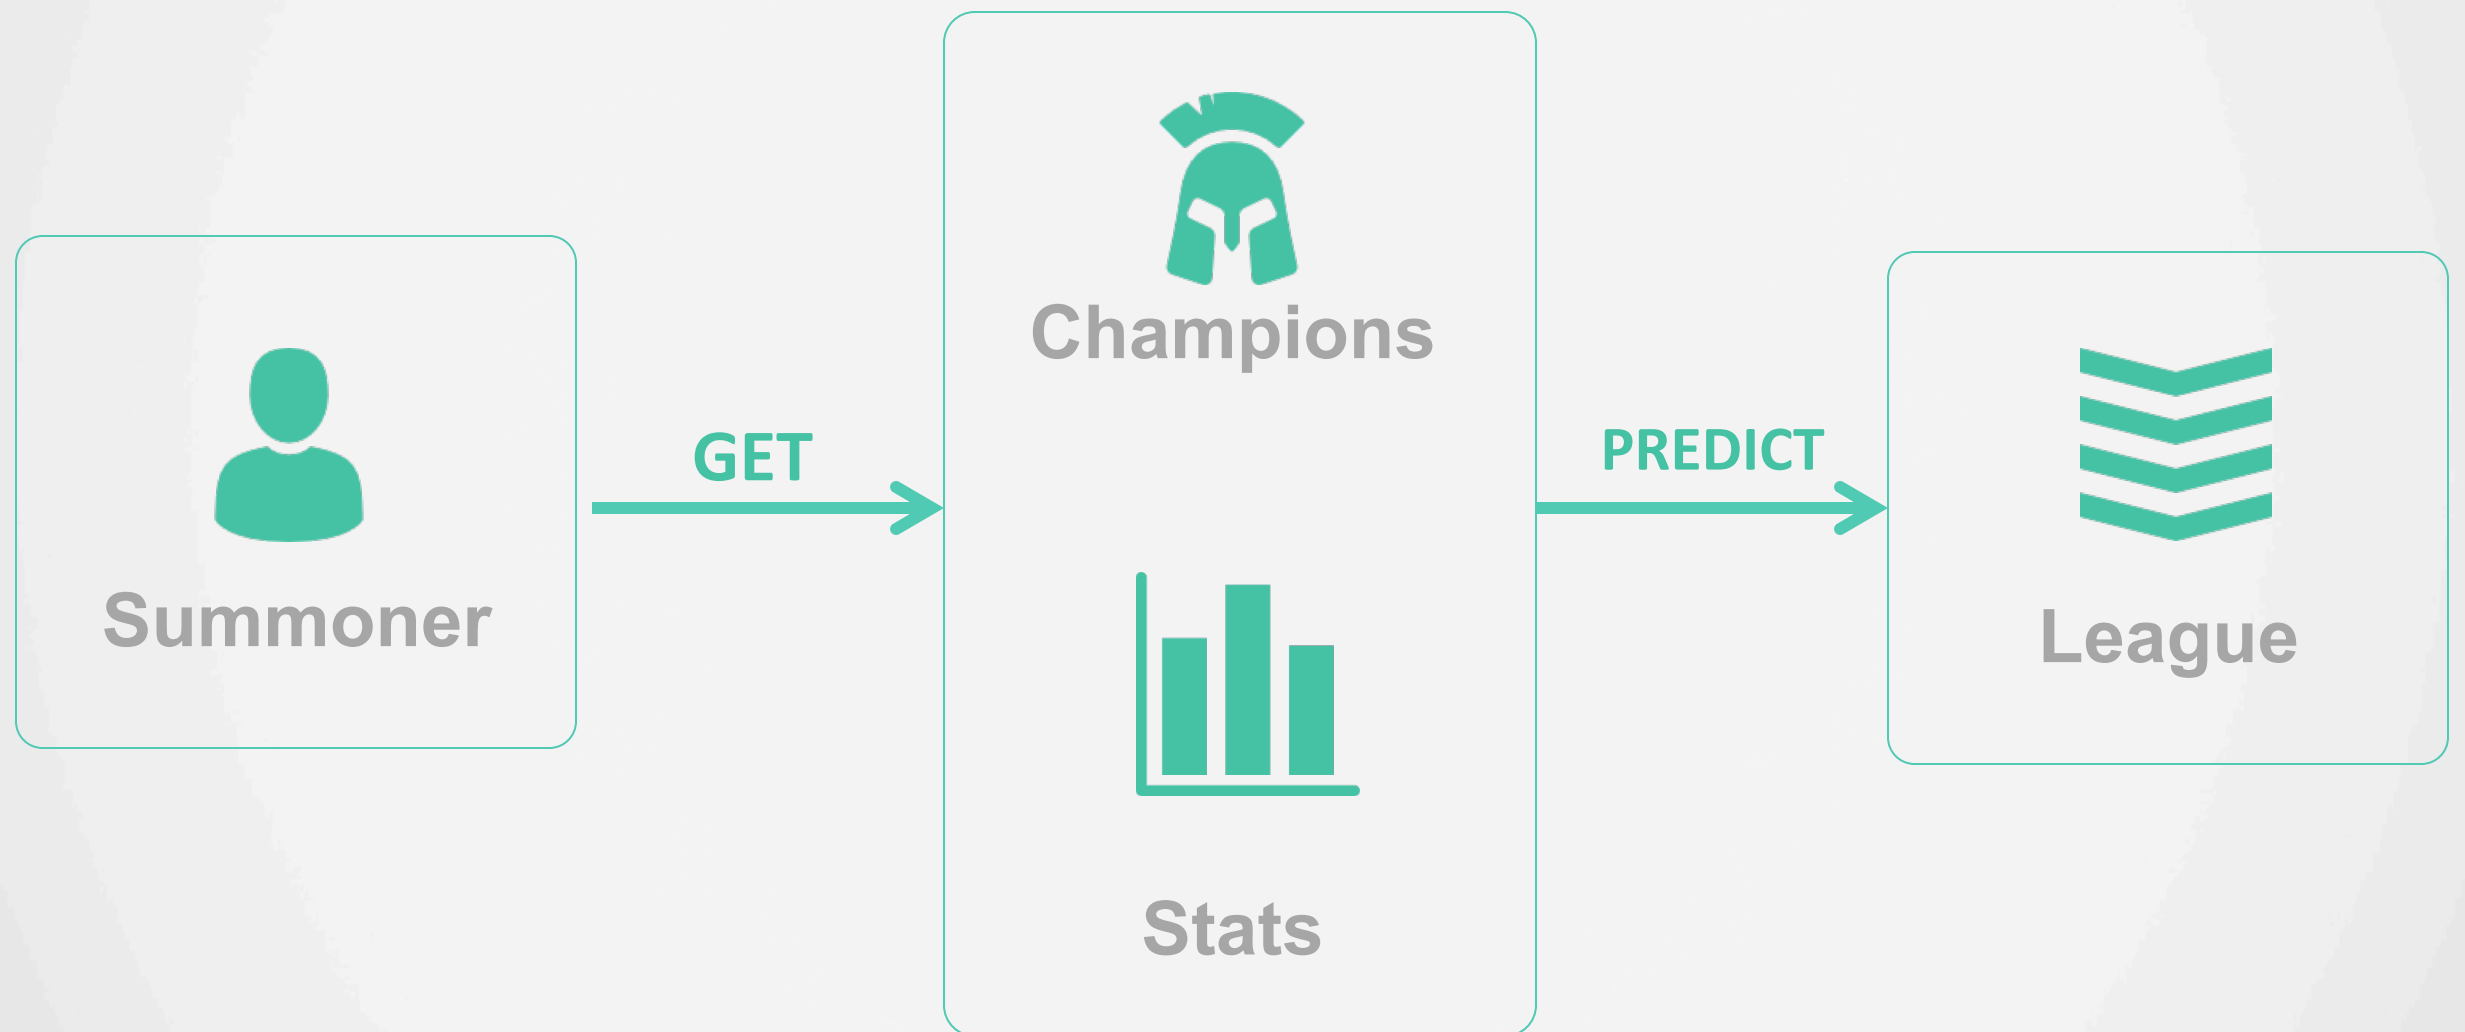 Summoner
GET
Champions
Stats
PREDICT
League